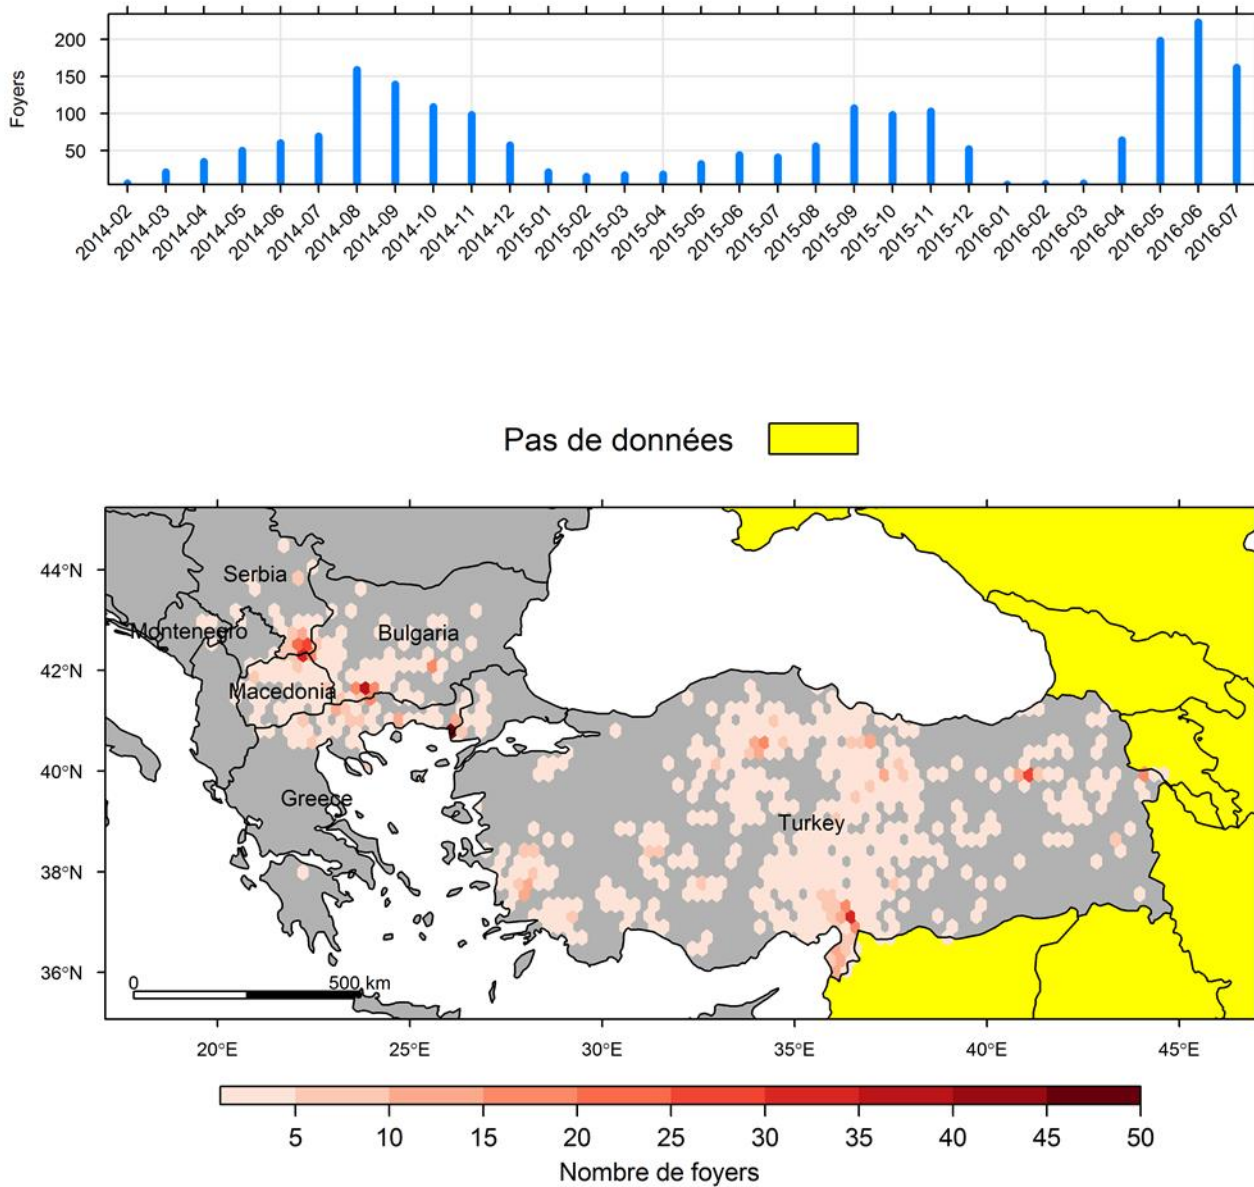 Foyers
200
150
100
50
2014-02
2014-03
2014-04
2014-05
2014-06
2014-07
2014-08
2014-09
2014-10
2014-11
2014-12
2015-01
2015-02
2015-03
2015-04
2015-05
2015-06
2015-07
2015-08
2015-09
2015-10
2015-11
2015-12
2016-01
2016-02
2016-03
2016-04
2016-05
2016-06
2016-07
Pas de données
44°N
42°N
40°N
38°N
36°N
Serbia
Montenegro
Bulgaria
Macedonia
Greece
Turkey
0 500 km
20°E 25°E 30°E 35°E 40°E 45°E
5 10 15 20 25 30 35 40 45 50
Nombre de foyers